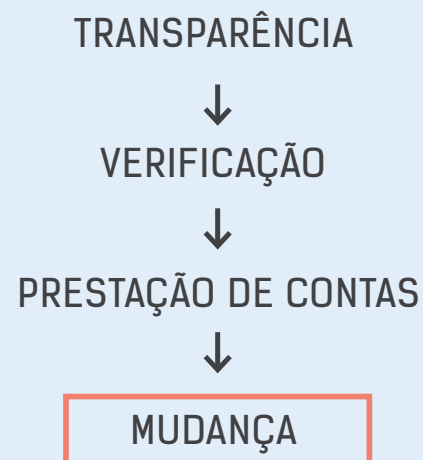 TRANSPARÊNCIA
↓
VERIFICAÇÃO
↓
PRESTAÇÃO DE CONTAS
↓
MUDANÇA